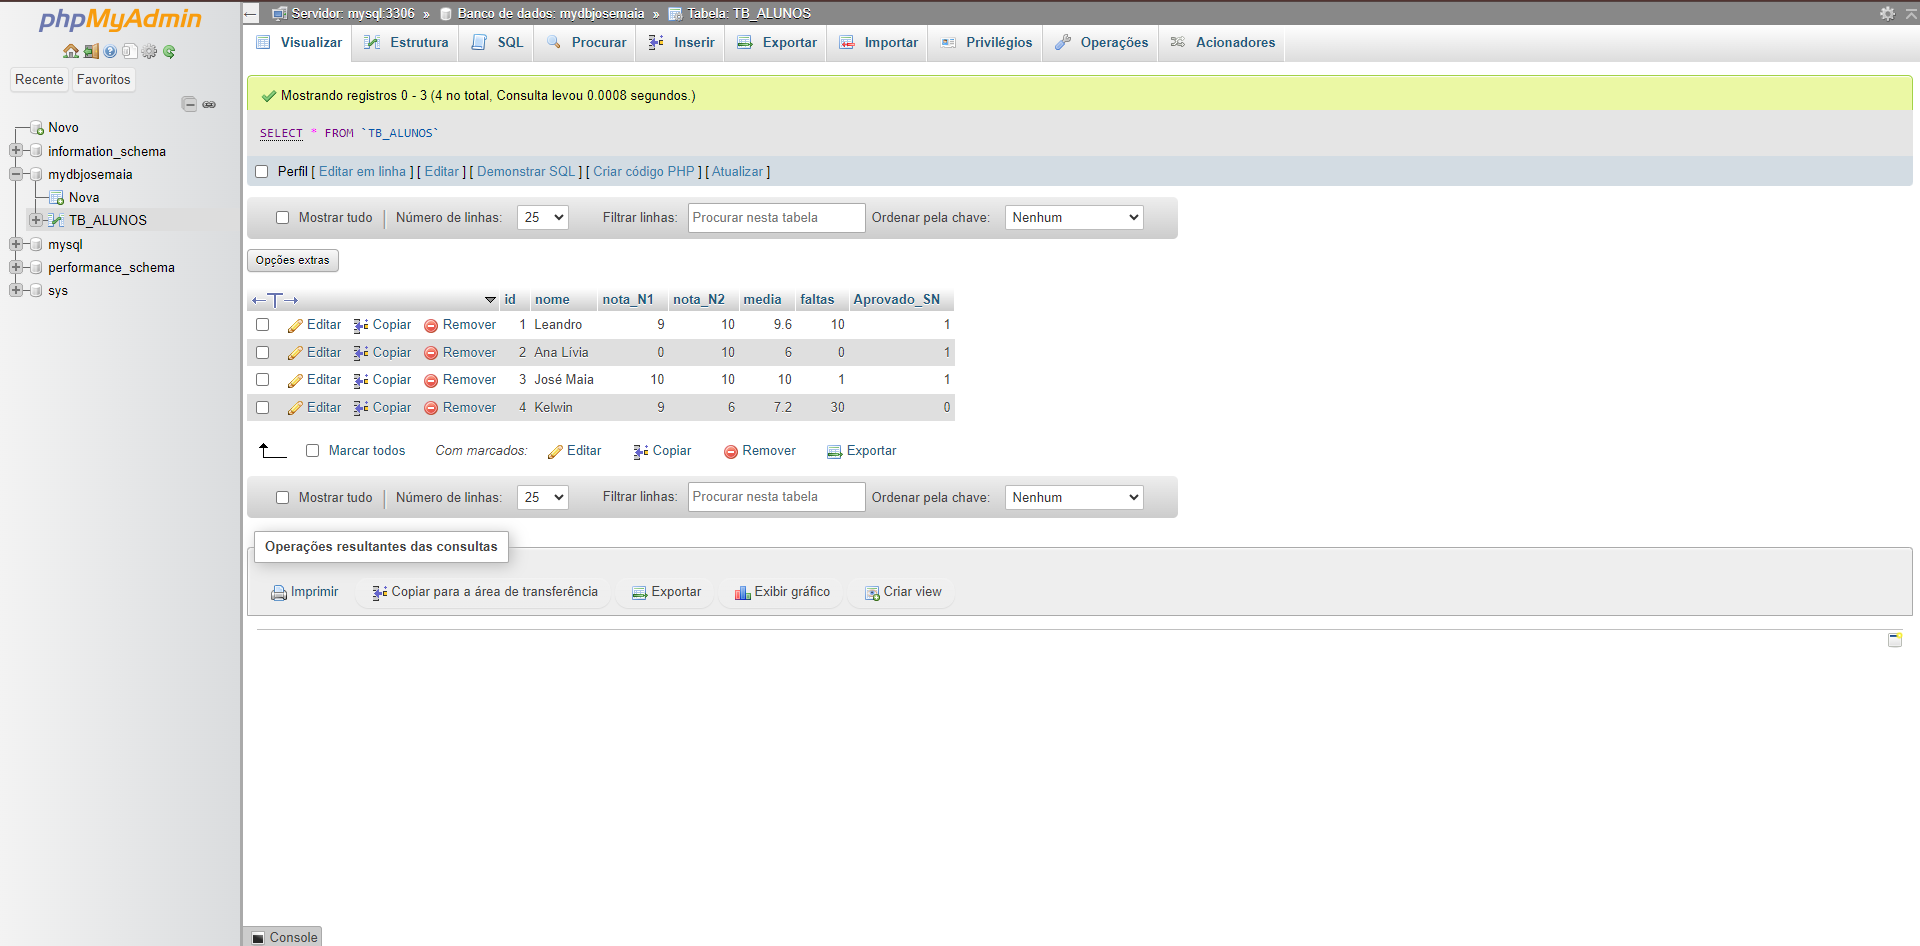 phpMyAdmin
Recente Favoritos
Novo
information_schema
mydbjosemaia
Nova
TB_ALUNOS
mysql
performance_schema
sys
Servidor: mysql:3306 » Banco de dados: mydbjosemaia » Tabela: TB_ALUNOS
Visualizar Estrutura SQL Procurar Inserir Exportar Importar Privilégios Operações Acionadores
Mostrando registros 0 - 3 (4 no total, Consulta levou 0.0008 segundos.)
SELECT * FROM `TB_ALUNOS`
Perfil [ Editar em linha ] [ Editar ] [ Demonstrar SQL ] [ Criar código PHP ] [ Atualizar ]
Mostrar tudo | Número de linhas: 25 Filtrar linhas: Procurar nesta tabela Ordenar pela chave: Nenhum
Opções extras
←T→ id nome nota_N1 nota_N2 media faltas Aprovado_SN
Editar Copiar Remover 1 Leandro 9 10 9.6 10 1
Editar Copiar Remover 2 Ana Lívia 0 10 6 0 1
Editar Copiar Remover 3 José Maia 10 10 10 1 1
Editar Copiar Remover 4 Kelwin 9 6 7.2 30 0
Marcar todos Com marcados: Editar Copiar Remover Exportar
Mostrar tudo | Número de linhas: 25 Filtrar linhas: Procurar nesta tabela Ordenar pela chave: Nenhum
Operações resultantes das consultas
Imprimir Copiar para a área de transferência Exportar Exibir gráfico Criar view
Console